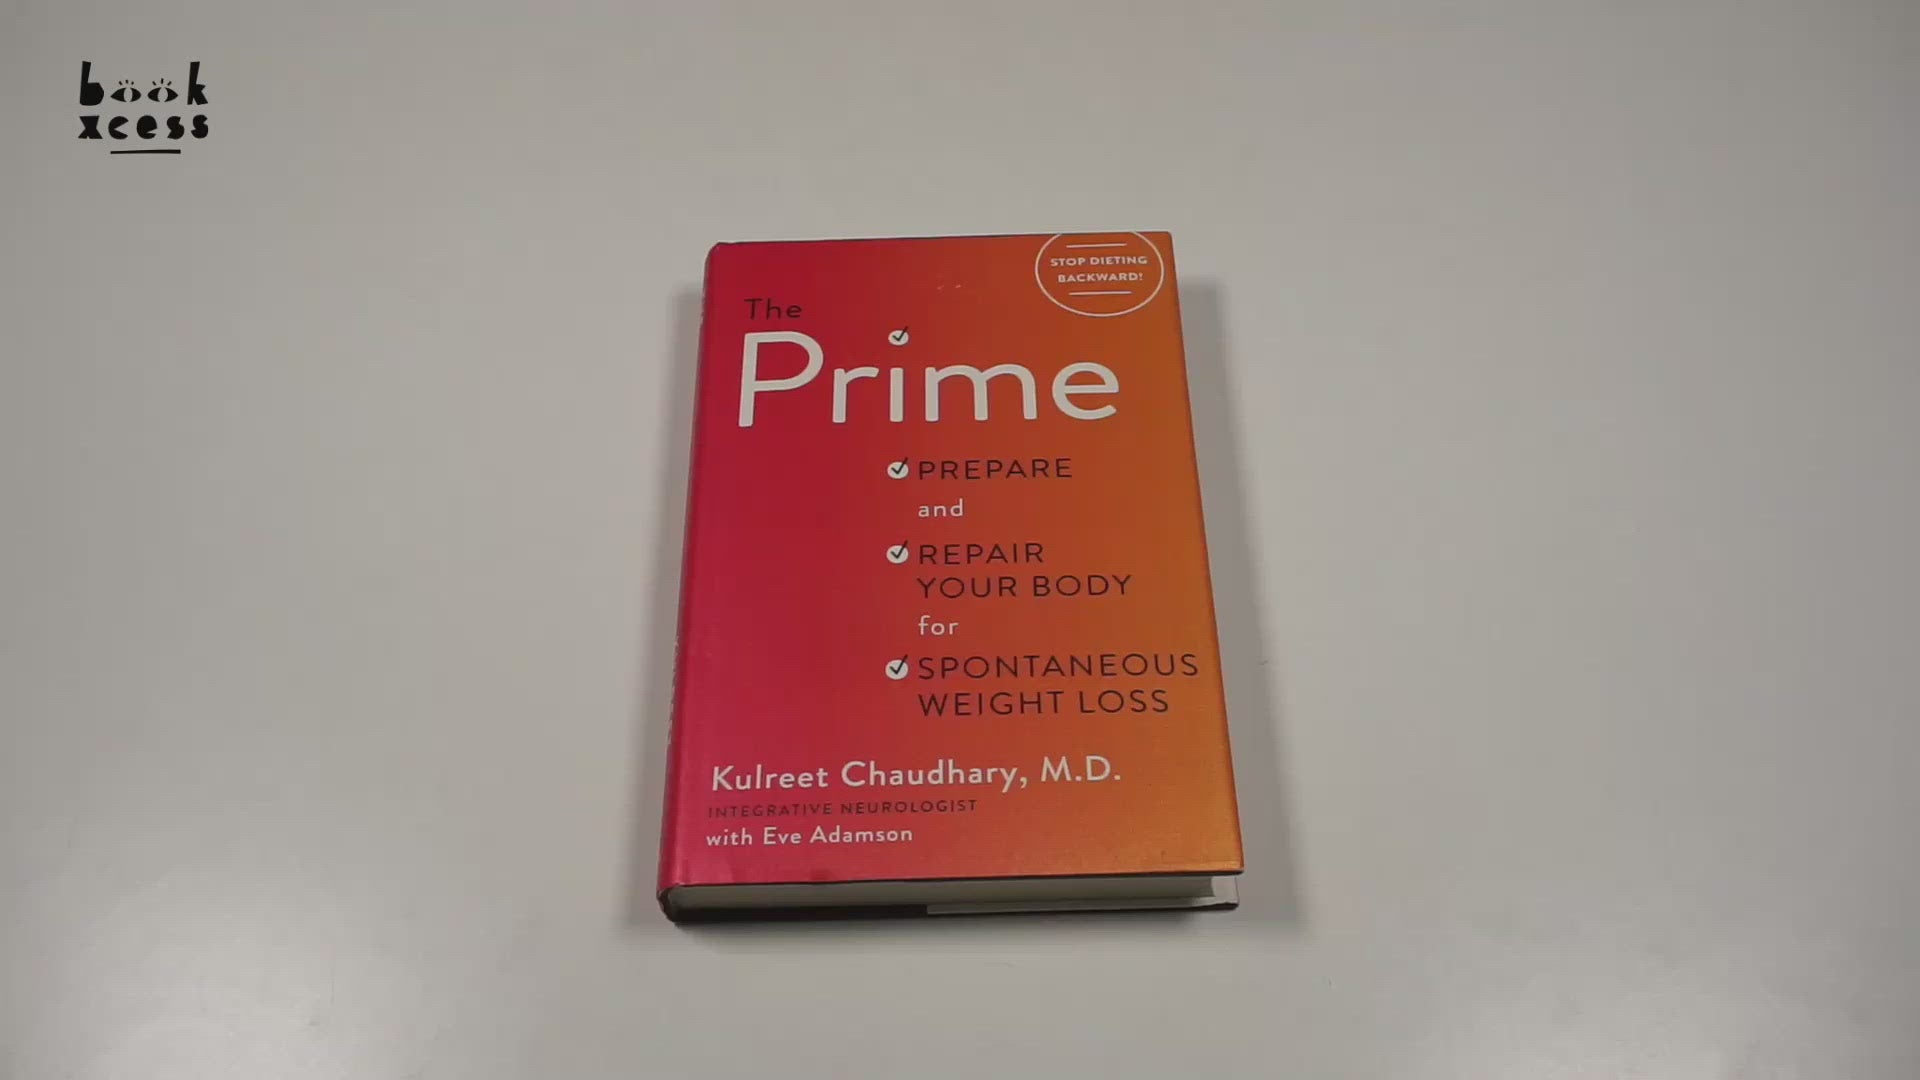 book
xcess
STOP DIETING
BACKWARD!
The
Prime
PREPARE
and
REPAIR
YOUR BODY
for
SPONTANEOUS
WEIGHT LOSS
Kulreet Chaudhary, M.D.
INTEGRATIVE NEUROLOGIST
with Eve Adamson